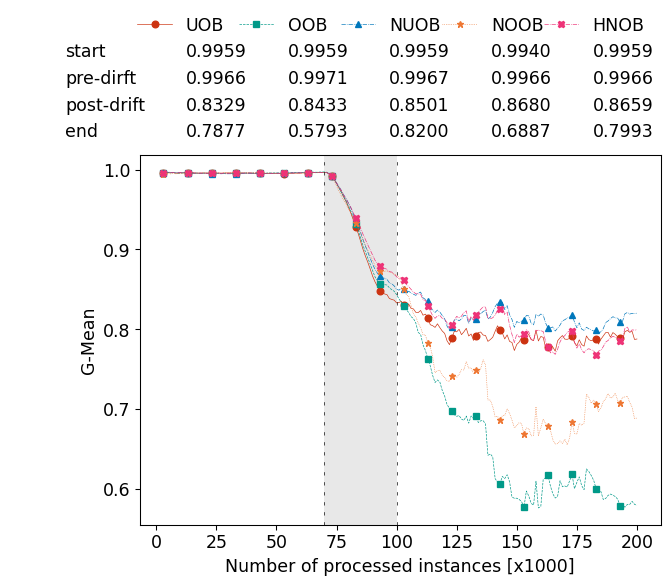 UOB OOB NUOB NOOB HNOB
start 0.9959 0.9959 0.9959 0.9940 0.9959
pre-dirft 0.9966 0.9971 0.9967 0.9966 0.9966
post-drift 0.8329 0.8433 0.8501 0.8680 0.8659
end 0.7877 0.5793 0.8200 0.6887 0.7993
1.0
0.9
0.8
0.7
0.6
G-Mean
0 25 50 75 100 125 150 175 200
Number of processed instances [x1000]